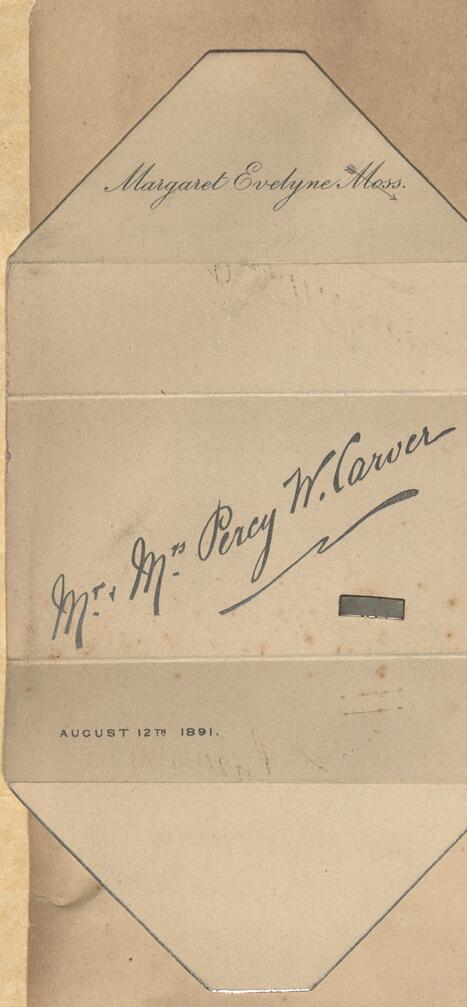 Margaret Evelyne Moss.
Mr. & Mrs. Percy W. Carver
AUGUST 12TH 1891.